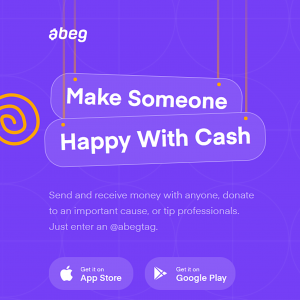 abeg
Make Someone
Happy With Cash
Send and receive money with anyone, donate
to an important cause, or tip professionals.
Just enter an @abegtag.
Get it on
App Store
Get it on
Google Play